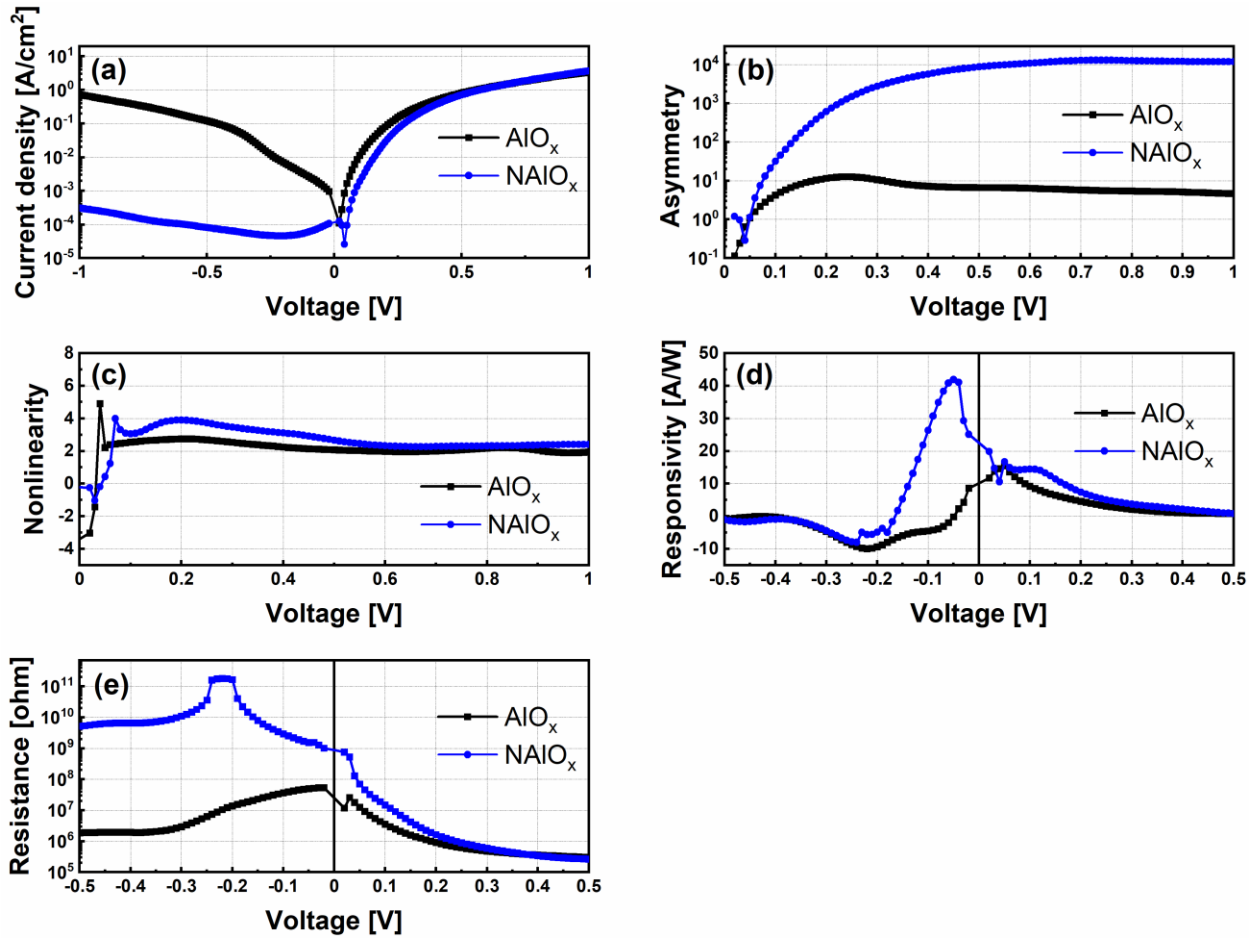 (a)
Current density [A/cm²]
10¹
10⁰
10⁻¹
10⁻²
10⁻³
10⁻⁴
10⁻⁵
-1 -0.5 0 0.5 1
Voltage [V]
AlOₓ
NAlOₓ
(b)
Asymmetry
10⁴
10³
10²
10¹
10⁰
10⁻¹
0 0.1 0.2 0.3 0.4 0.5 0.6 0.7 0.8 0.9 1
Voltage [V]
AlOₓ
NAlOₓ
(c)
Nonlinearity
8
6
4
2
0
-2
-4
0 0.2 0.4 0.6 0.8 1
Voltage [V]
AlOₓ
NAlOₓ
(d)
Responsivity [A/W]
50
40
30
20
10
0
-10
-0.5 -0.4 -0.3 -0.2 -0.1 0 0.1 0.2 0.3 0.4 0.5
Voltage [V]
AlOₓ
NAlOₓ
(e)
Resistance [ohm]
10¹¹
10¹⁰
10⁹
10⁸
10⁷
10⁶
10⁵
-0.5 -0.4 -0.3 -0.2 -0.1 0 0.1 0.2 0.3 0.4 0.5
Voltage [V]
AlOₓ
NAlOₓ